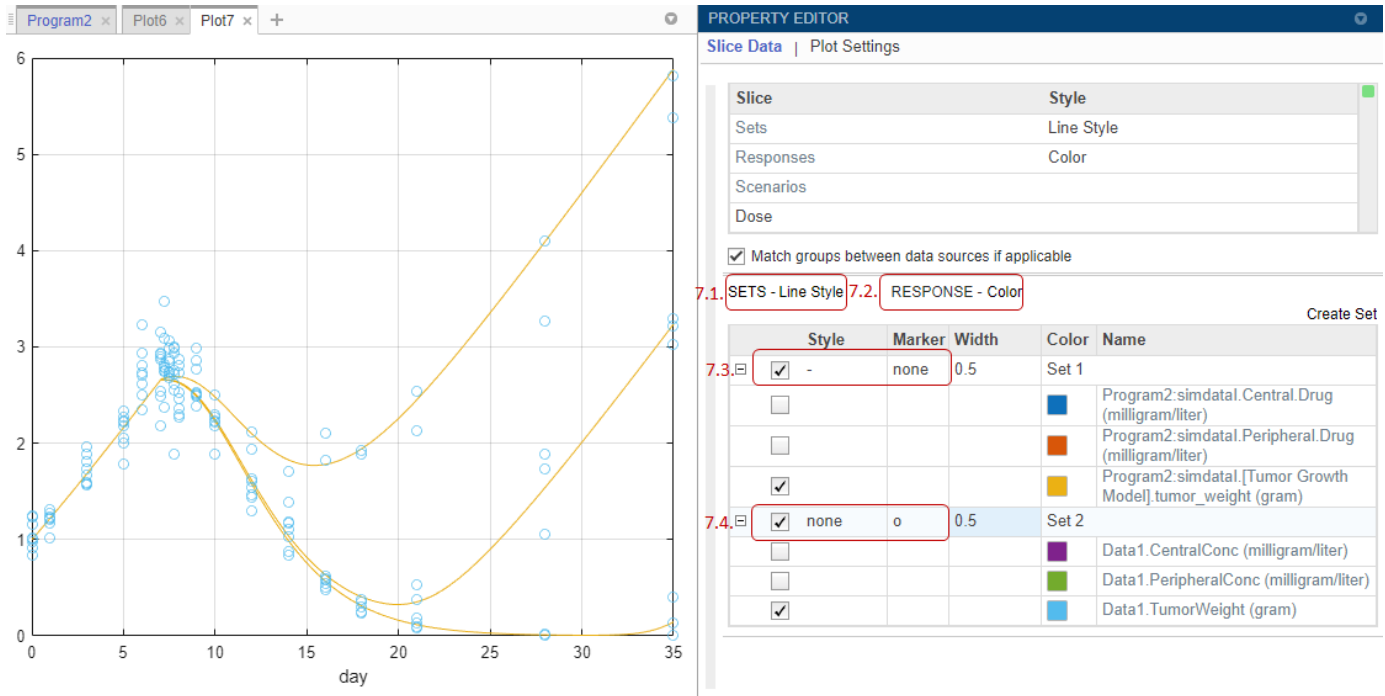 Program2 × Plot6 × Plot7 × +
6
5
4
3
2
1
0
0 5 10 15 20 25 30 35
day
PROPERTY EDITOR
Slice Data | Plot Settings
Slice Style
Sets Line Style
Responses Color
Scenarios
Dose
Match groups between data sources if applicable
7.1. SETS - Line Style 7.2. RESPONSE - Color
Create Set
Style Marker Width Color Name
7.3. - none 0.5 Set 1
Program2:simdataI.Central.Drug
(milligram/liter)
Program2:simdataI.Peripheral.Drug
(milligram/liter)
Program2:simdataI.[Tumor Growth
Model].tumor_weight (gram)
7.4. none o 0.5 Set 2
Data1.CentralConc (milligram/liter)
Data1.PeripheralConc (milligram/liter)
Data1.TumorWeight (gram)